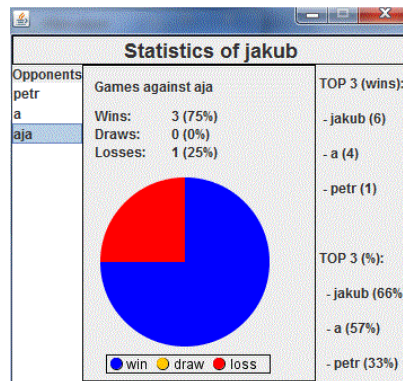 Statistics of jakub
Opponents
petr
a
aja
Games against aja
Wins: 3 (75%)
Draws: 0 (0%)
Losses: 1 (25%)
win draw loss
TOP 3 (wins):
- jakub (6)
- a (4)
- petr (1)
TOP 3 (%):
- jakub (66%
- a (57%)
- petr (33%)